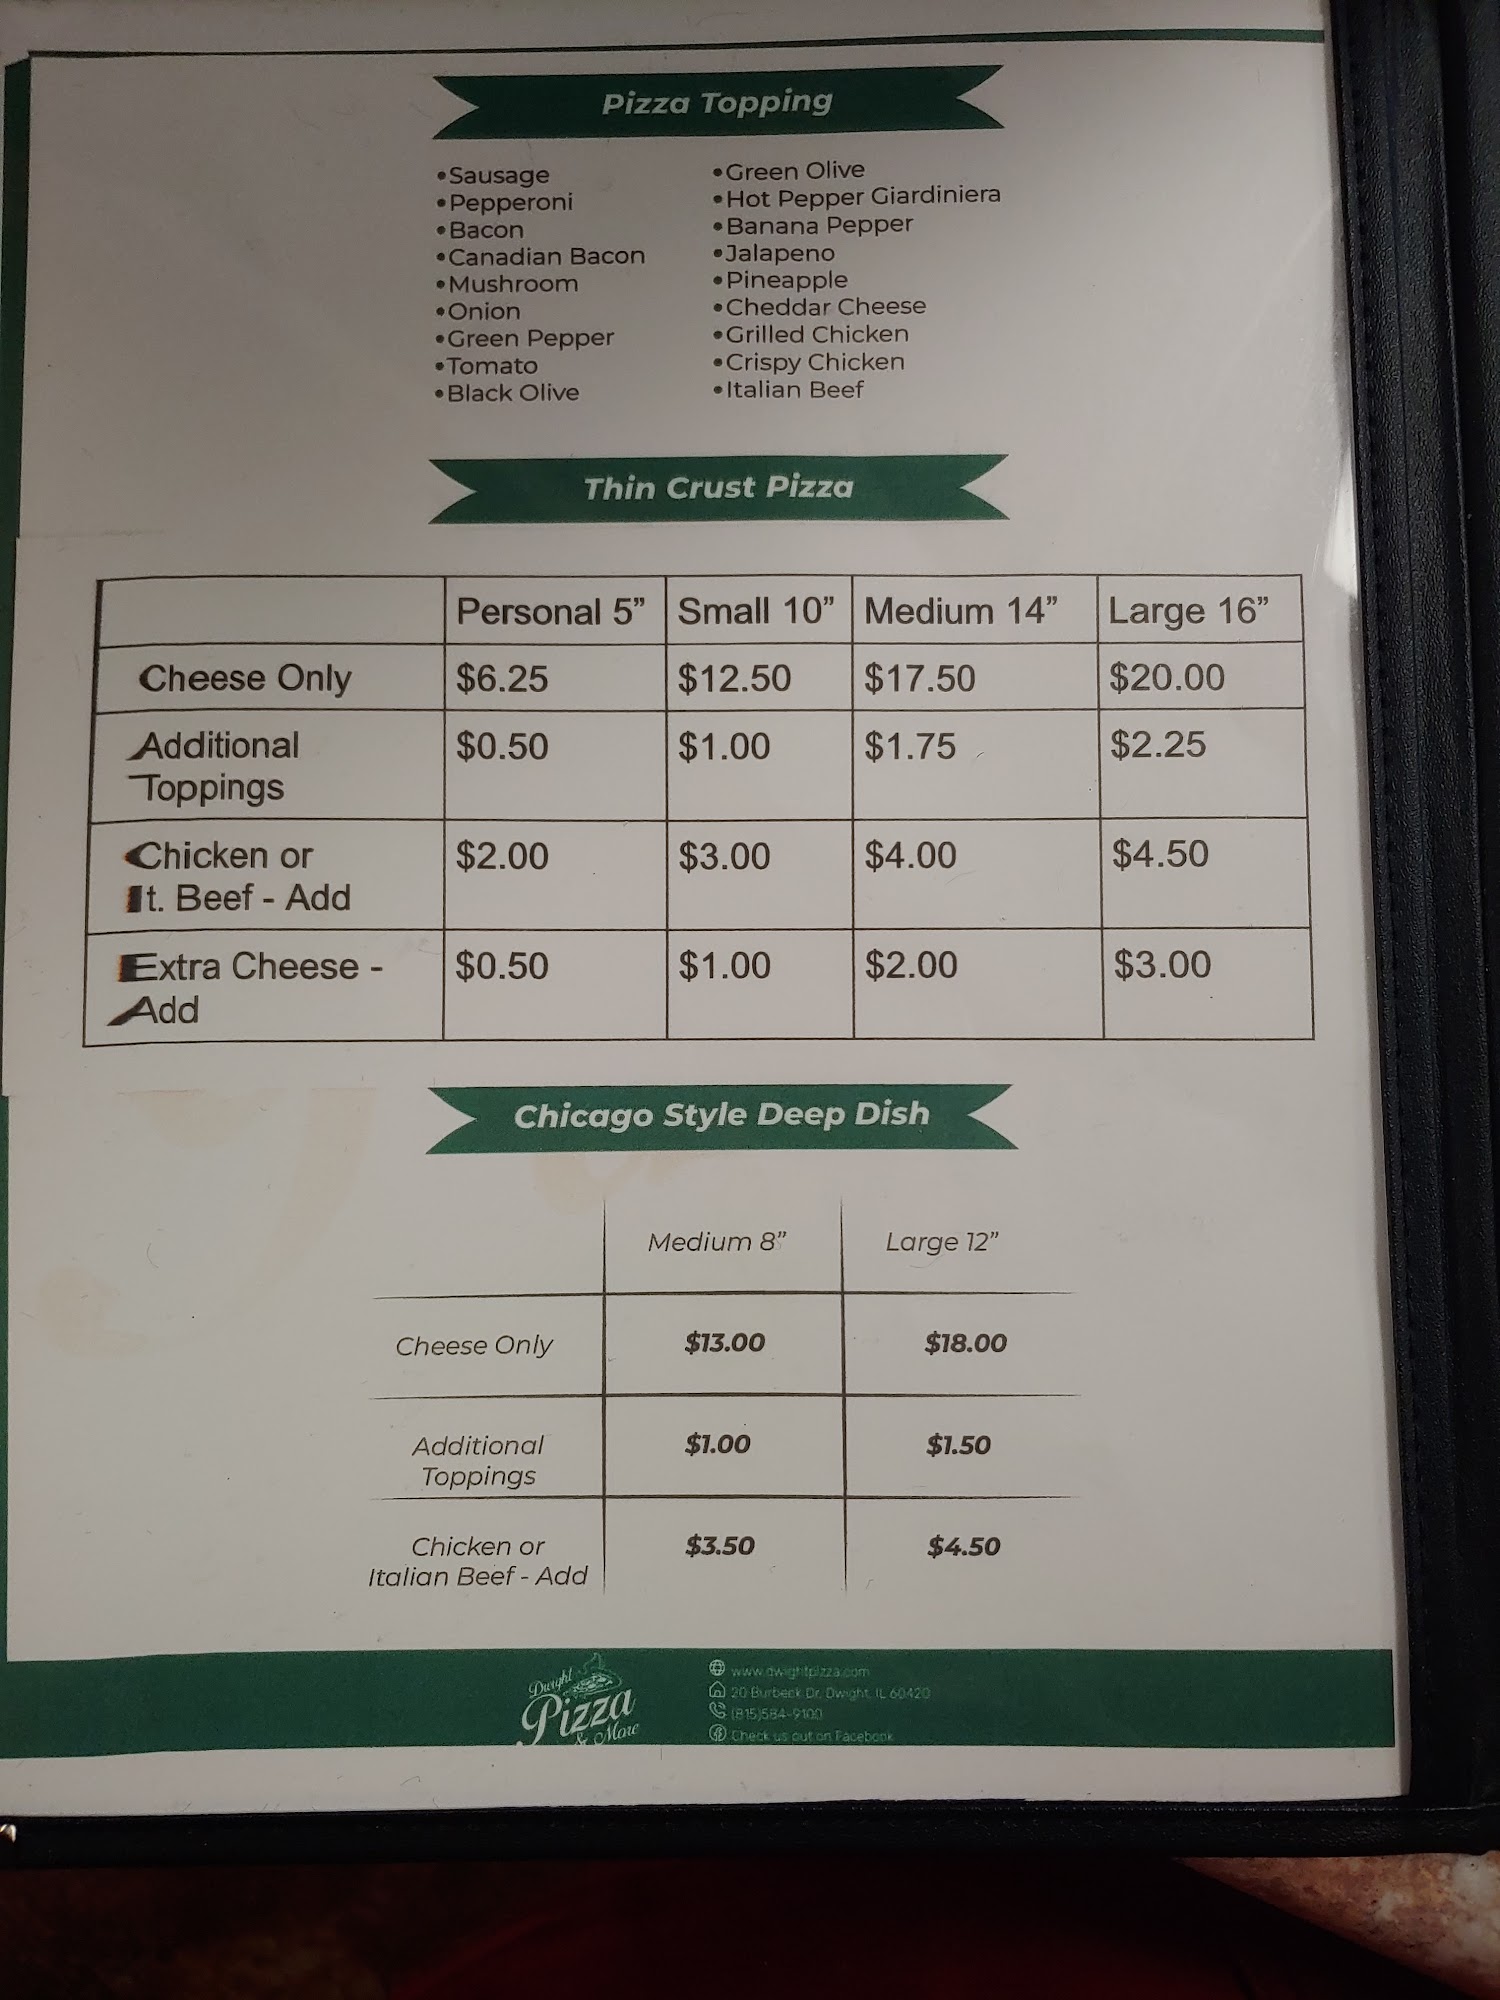 Pizza Topping
•Sausage
•Pepperoni
•Bacon
•Canadian Bacon
•Mushroom
•Onion
•Green Pepper
•Tomato
•Black Olive
•Green Olive
•Hot Pepper Giardiniera
•Banana Pepper
•Jalapeno
•Pineapple
•Cheddar Cheese
•Grilled Chicken
•Crispy Chicken
•Italian Beef
Thin Crust Pizza
Personal 5” Small 10” Medium 14” Large 16”
Cheese Only $6.25 $12.50 $17.50 $20.00
Additional $0.50 $1.00 $1.75 $2.25
Toppings
Chicken or $2.00 $3.00 $4.00 $4.50
It. Beef - Add
Extra Cheese - $0.50 $1.00 $2.00 $3.00
Add
Chicago Style Deep Dish
Medium 8” Large 12”
Cheese Only $13.00 $18.00
Additional $1.00 $1.50
Toppings
Chicken or $3.50 $4.50
Italian Beef - Add
Dwight
Pizza
& More
www.dwightpizza.com
20 Burbeck Dr. Dwight, IL 60420
(815)584-9100
Check us out on Facebook